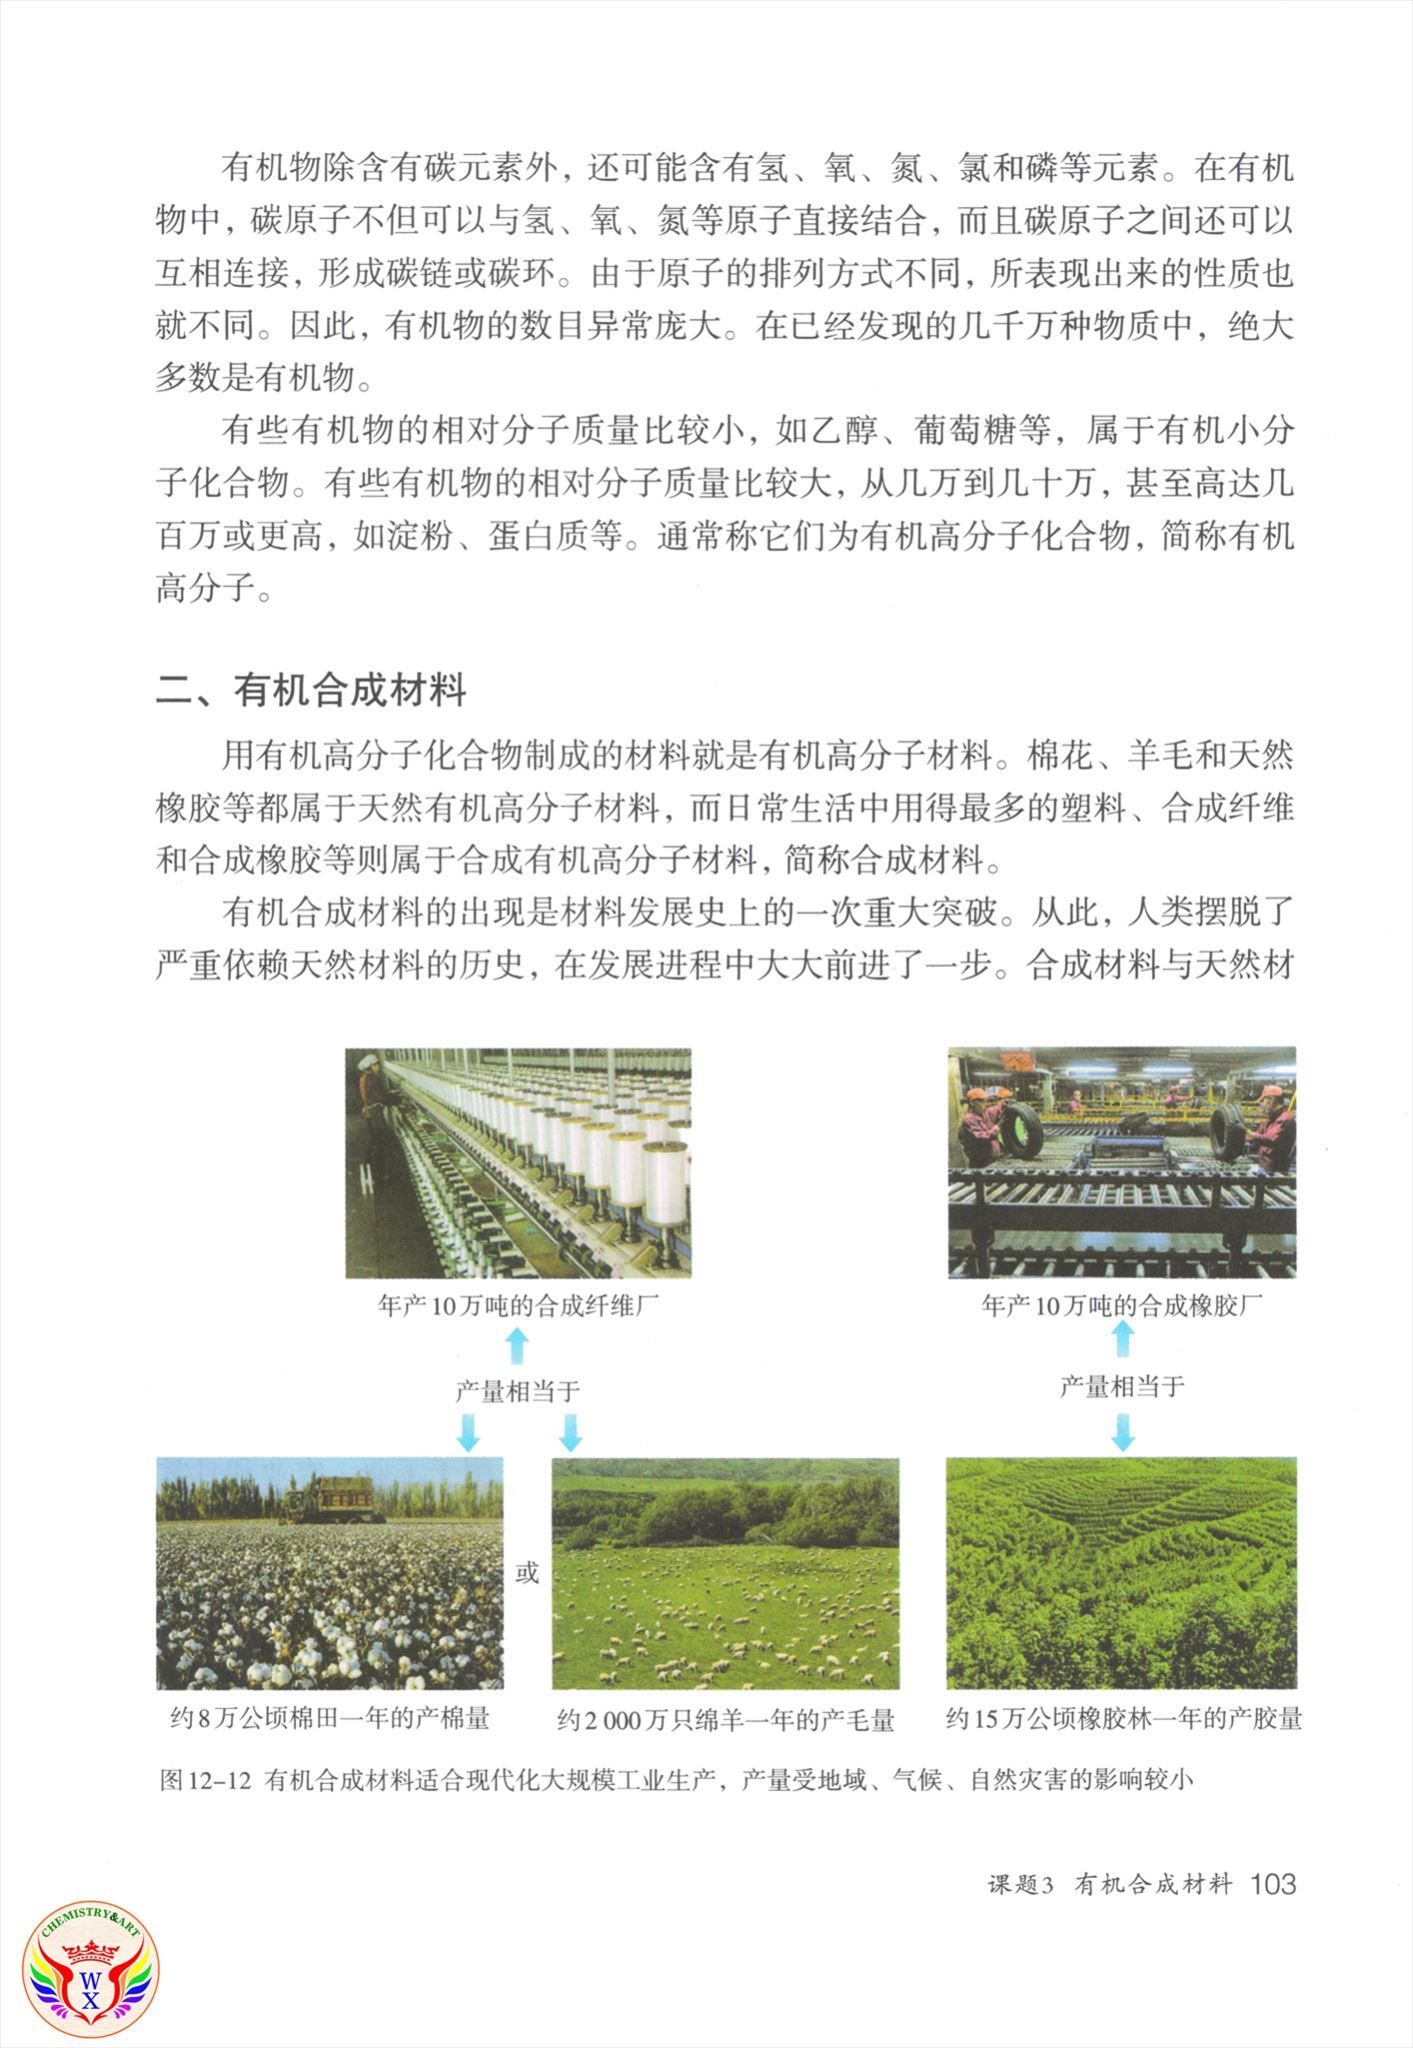 有机物除含有碳元素外，还可能含有氢、氧、氮、氯和磷等元素。在有机
物中，碳原子不但可以与氢、氧、氮等原子直接结合，而且碳原子之间还可以
互相连接，形成碳链或碳环。由于原子的排列方式不同，所表现出来的性质也
就不同。因此，有机物的数目异常庞大。在已经发现的几千万种物质中，绝大
多数是有机物。
有些有机物的相对分子质量比较小，如乙醇、葡萄糖等，属于有机小分
子化合物。有些有机物的相对分子质量比较大，从几万到几十万，甚至高达几
百万或更高，如淀粉、蛋白质等。通常称它们为有机高分子化合物，简称有机
高分子。
二、有机合成材料
用有机高分子化合物制成的材料就是有机高分子材料。棉花、羊毛和天然
橡胶等都属于天然有机高分子材料，而日常生活中用得最多的塑料、合成纤维
和合成橡胶等则属于合成有机高分子材料，简称合成材料。
有机合成材料的出现是材料发展史上的一次重大突破。从此，人类摆脱了
严重依赖天然材料的历史，在发展进程中大大前进了一步。合成材料与天然材
年产10万吨的合成纤维厂
年产10万吨的合成橡胶厂
产量相当于
产量相当于
或
约8万公顷棉田一年的产棉量
约2 000万只绵羊一年的产毛量
约15万公顷橡胶林一年的产胶量
图12-12 有机合成材料适合现代化大规模工业生产，产量受地域、气候、自然灾害的影响较小
课题3 有机合成材料 103
CHEMISTRY&ART
W
X